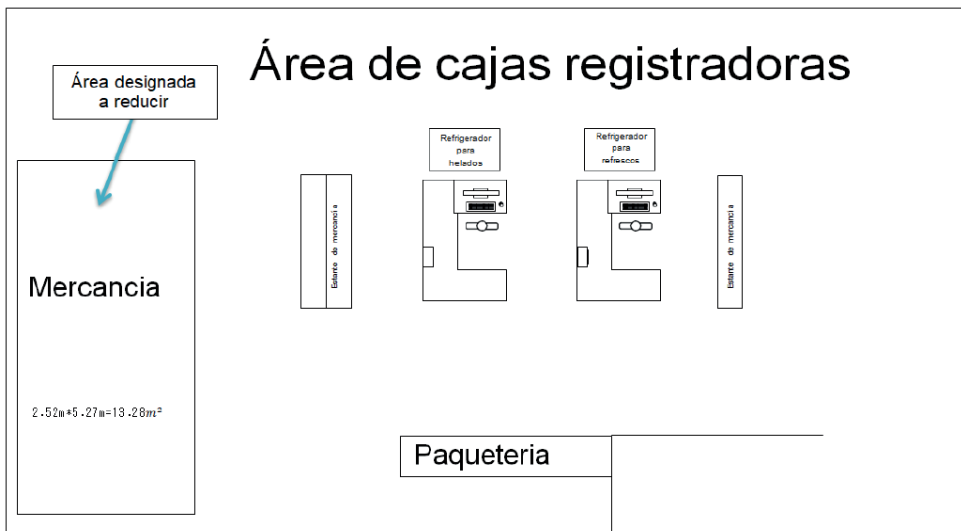 Área de cajas registradoras
Área designada
a reducir
Refrigerador
para
helados
Refrigerador
para
refrescos
Estante de mercancia
Estante de mercancia
Mercancia
2.52m*5.27m=13.28m²
Paqueteria